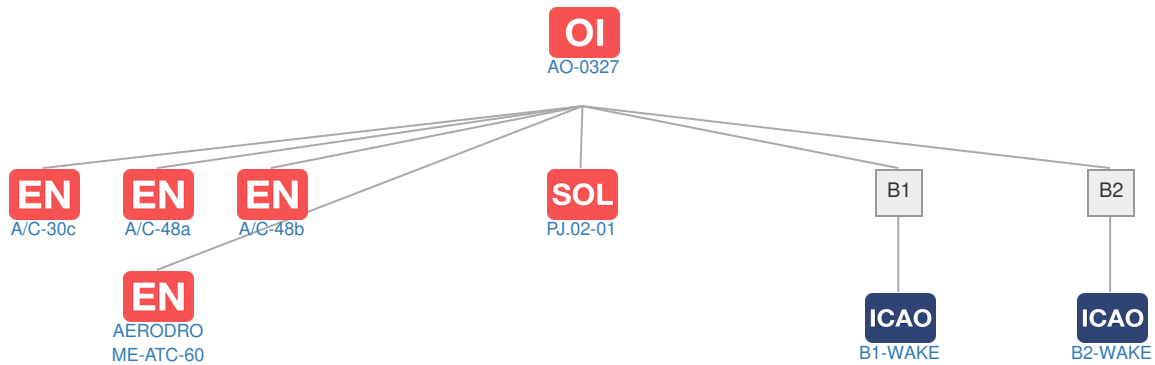 OI
AO-0327
EN
A/C-30c
EN
A/C-48a
EN
A/C-48b
SOL
PJ.02-01
B1
B2
EN
AERODRO
ME-ATC-60
ICAO
B1-WAKE
ICAO
B2-WAKE